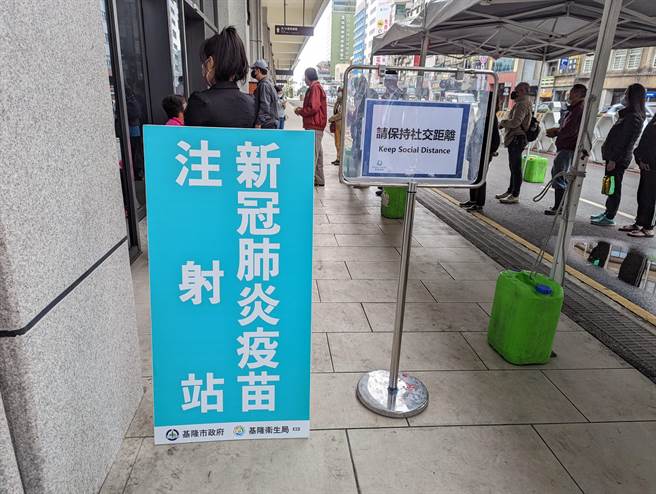 新冠肺炎疫苗
注射站
基隆市政府 基隆衛生局
請保持社交距離
Keep Social Distance